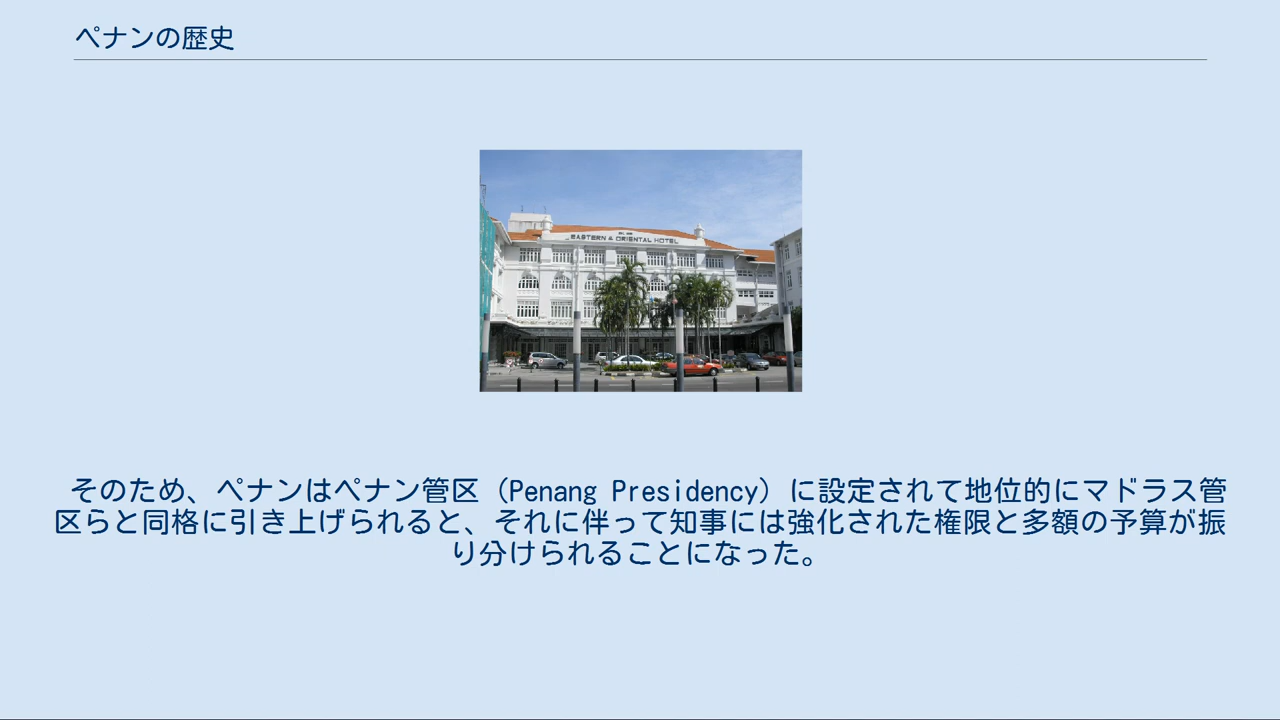 ペナンの歴史
EASTERN & ORIENTAL HOTEL
そのため、ペナンはペナン管区（Penang Presidency）に設定されて地位的にマドラス管
区らと同格に引き上げられると、それに伴って知事には強化された権限と多額の予算が振
り分けられることになった。